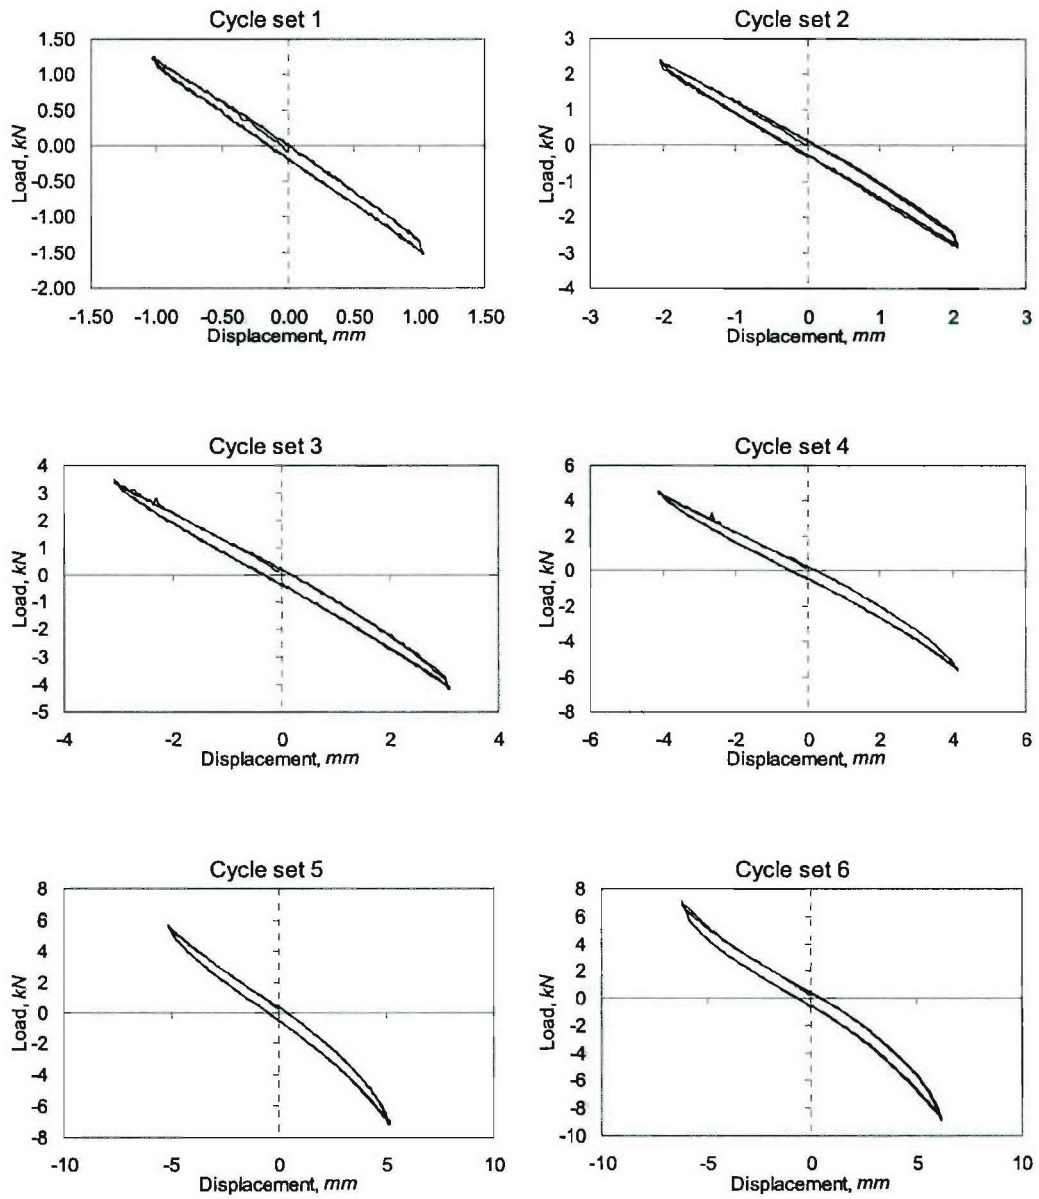 Cycle set 1
1.50
1.00
0.50
0.00
-0.50
-1.00
-1.50
-2.00
Load, kN
-1.50 -1.00 -0.50 0.00 0.50 1.00 1.50
Displacement, mm
Cycle set 2
3
2
1
0
-1
-2
-3
-4
Load, kN
-3 -2 -1 0 1 2 3
Displacement, mm
Cycle set 3
4
3
2
1
0
-1
-2
-3
-4
-5
Load, kN
-4 -2 0 2 4
Displacement, mm
Cycle set 4
6
4
2
0
-2
-4
-6
-8
Load, kN
-6 -4 -2 0 2 4 6
Displacement, mm
Cycle set 5
8
6
4
2
0
-2
-4
-6
-8
Load, kN
-10 -5 0 5 10
Displacement, mm
Cycle set 6
8
6
4
2
0
-2
-4
-6
-8
-10
Load, kN
-10 -5 0 5 10
Displacement, mm